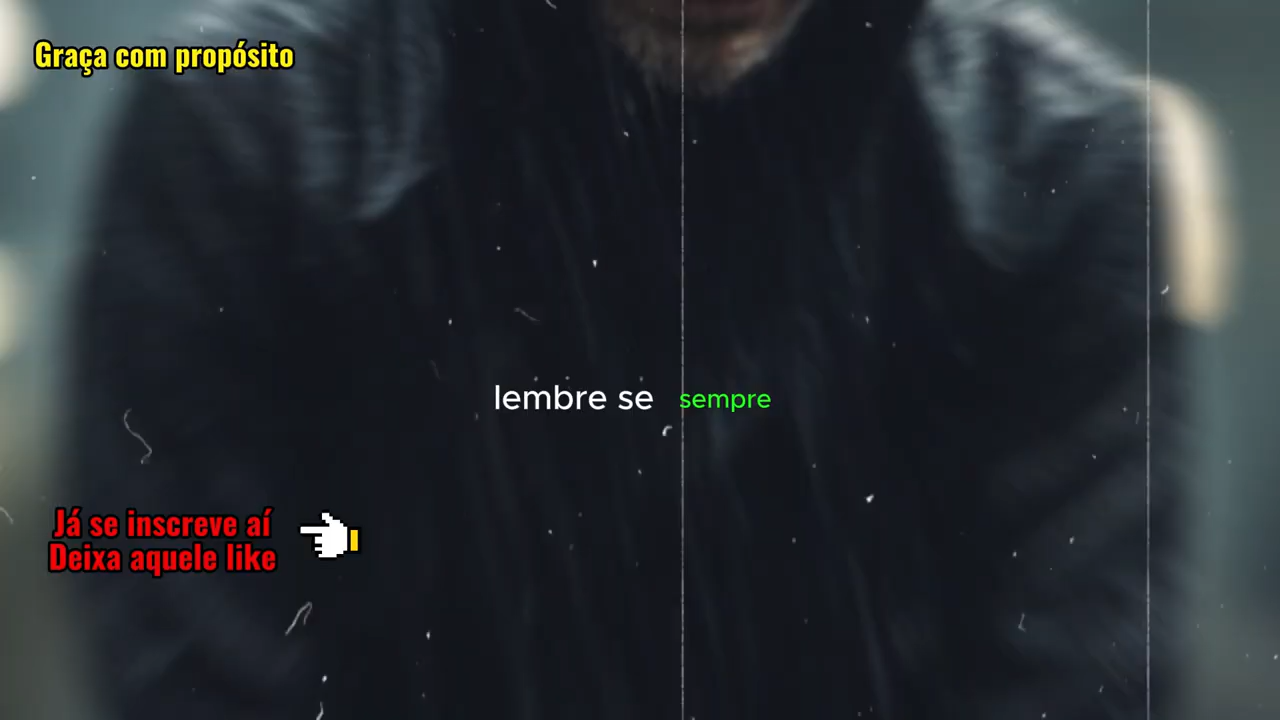 Graça com propósito
lembre se sempre
Já se inscreve aí
Deixa aquele like